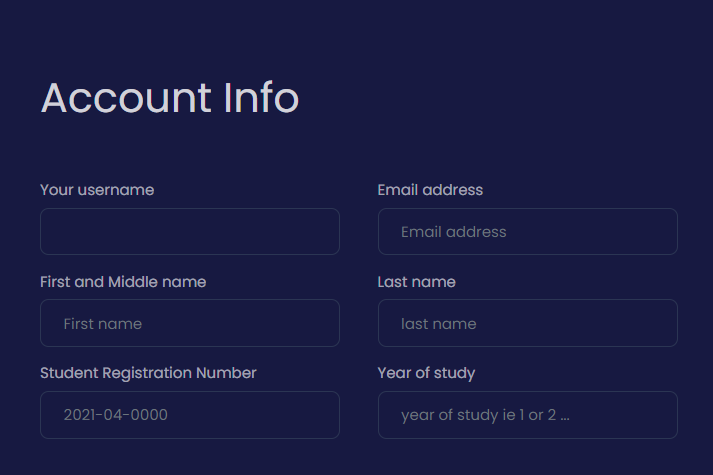 Account Info
Your username
Email address
Email address
First and Middle name
Last name
First name
last name
Student Registration Number
Year of study
2021-04-0000
year of study ie 1 or 2 ...